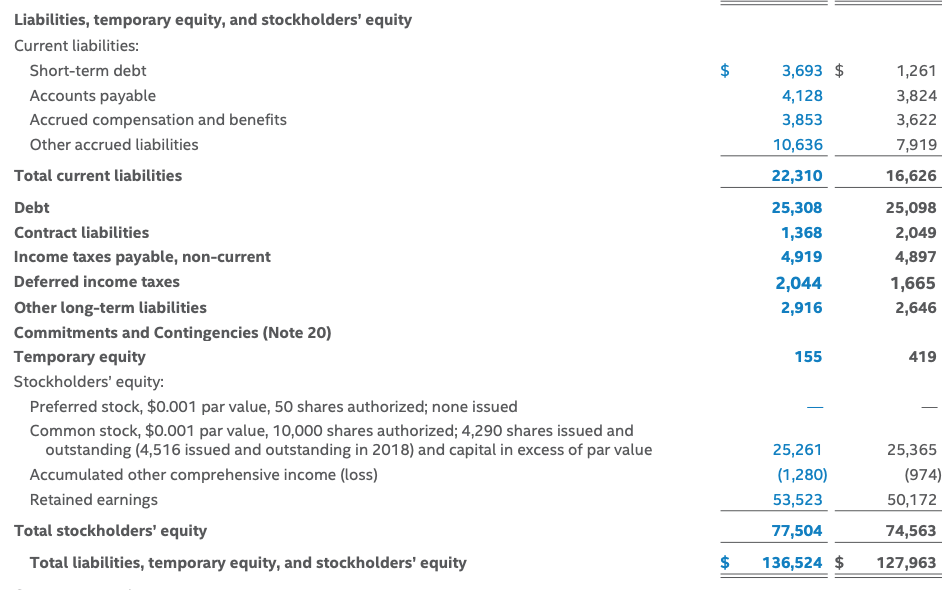 Liabilities, temporary equity, and stockholders' equity
Current liabilities:
Short-term debt $ 3,693 $ 1,261
Accounts payable 4,128 3,824
Accrued compensation and benefits 3,853 3,622
Other accrued liabilities 10,636 7,919
Total current liabilities 22,310 16,626
Debt 25,308 25,098
Contract liabilities 1,368 2,049
Income taxes payable, non-current 4,919 4,897
Deferred income taxes 2,044 1,665
Other long-term liabilities 2,916 2,646
Commitments and Contingencies (Note 20)
Temporary equity 155 419
Stockholders' equity:
Preferred stock, $0.001 par value, 50 shares authorized; none issued — —
Common stock, $0.001 par value, 10,000 shares authorized; 4,290 shares issued and
outstanding (4,516 issued and outstanding in 2018) and capital in excess of par value 25,261 25,365
Accumulated other comprehensive income (loss) (1,280) (974)
Retained earnings 53,523 50,172
Total stockholders' equity 77,504 74,563
Total liabilities, temporary equity, and stockholders' equity $ 136,524 $ 127,963